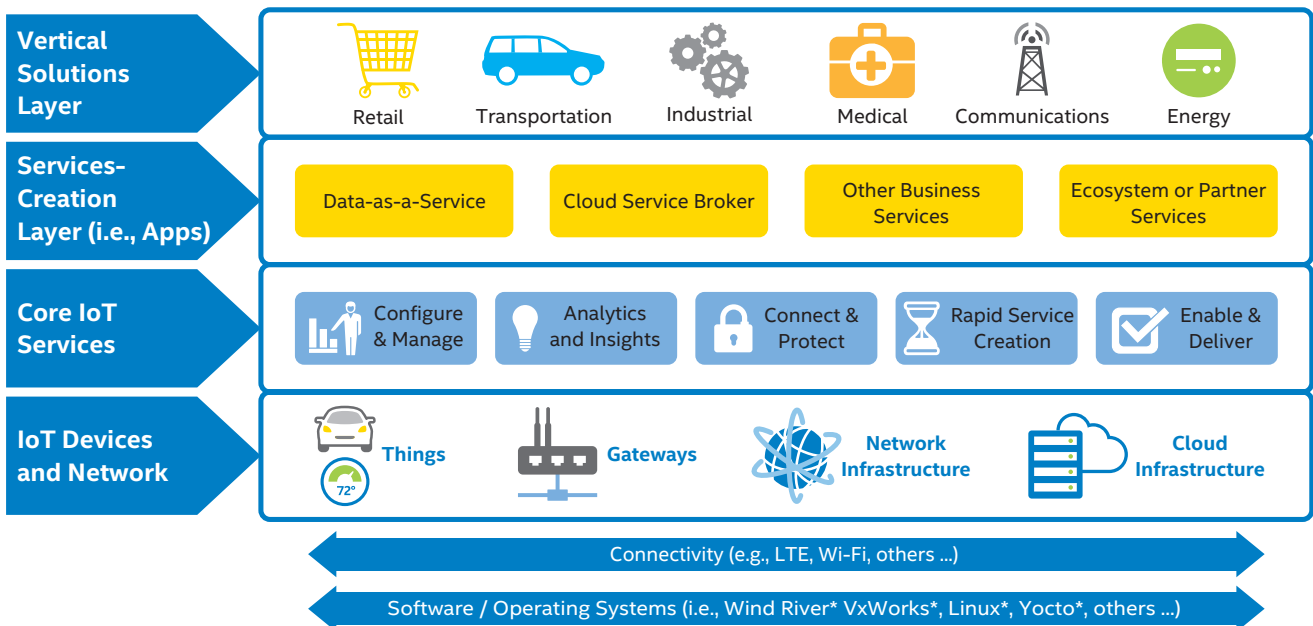 Vertical
Solutions
Layer
Retail
Transportation
Industrial
Medical
Communications
Energy
Services-
Creation
Layer (i.e., Apps)
Data-as-a-Service
Cloud Service Broker
Other Business
Services
Ecosystem or Partner
Services
Core IoT
Services
Configure
& Manage
Analytics
and Insights
Connect &
Protect
Rapid Service
Creation
Enable &
Deliver
IoT Devices
and Network
72°
Things
Gateways
Network
Infrastructure
Cloud
Infrastructure
Connectivity (e.g., LTE, Wi-Fi, others ...)
Software / Operating Systems (i.e., Wind River* VxWorks*, Linux*, Yocto*, others ...)